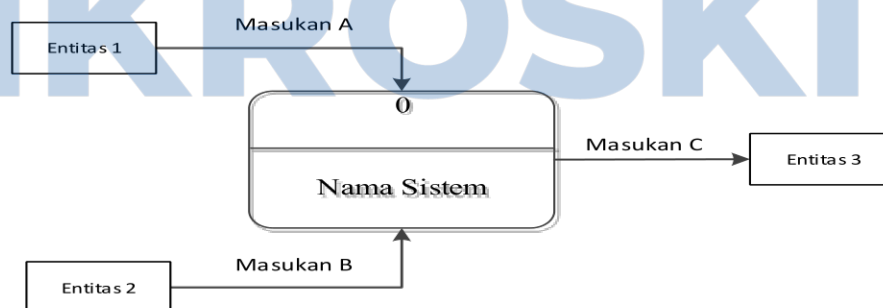 Masukan A
Entitas 1
0
Masukan C
Entitas 3
Nama Sistem
Masukan B
Entitas 2